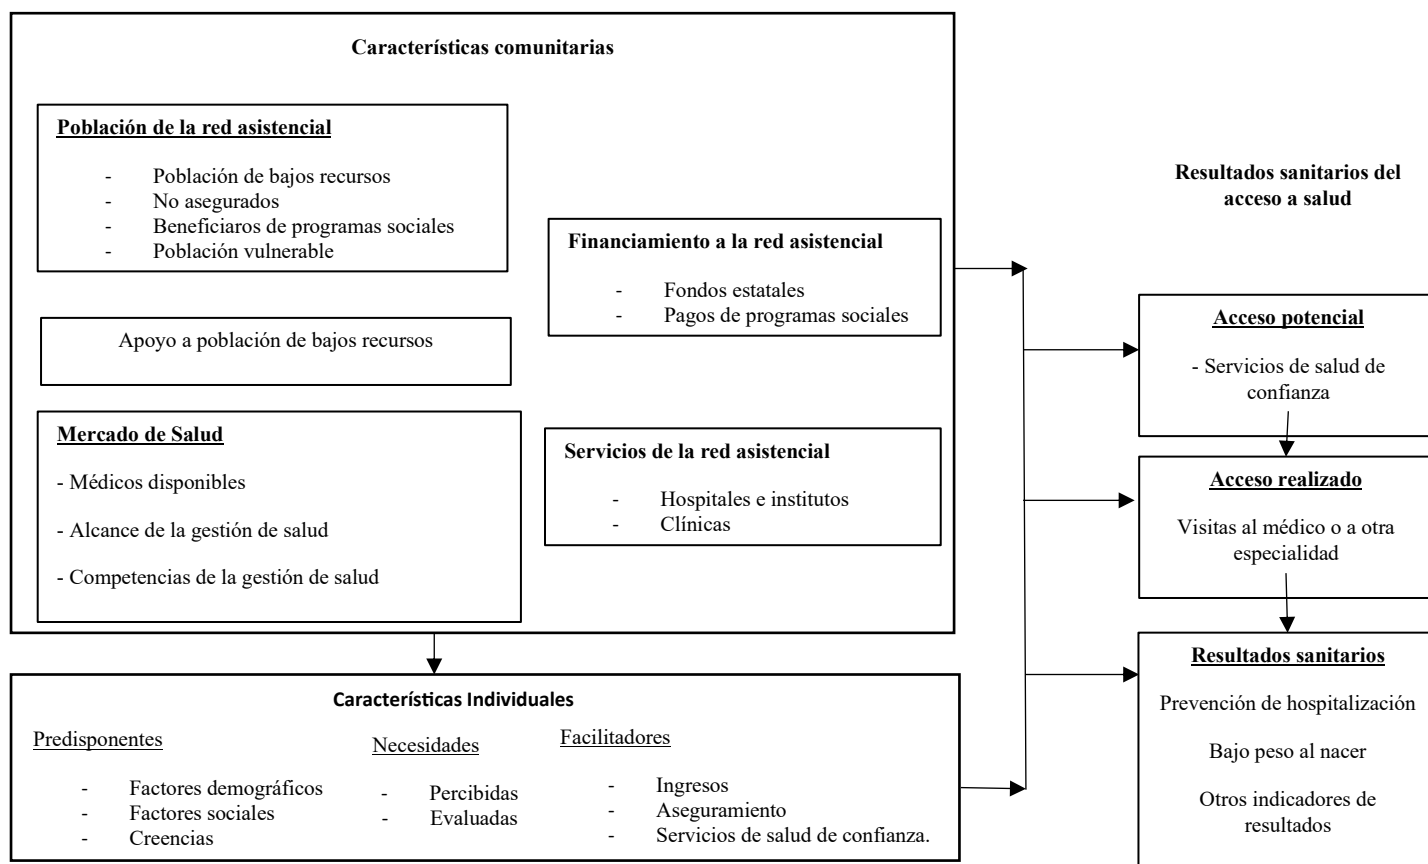 Características comunitarias
Población de la red asistencial
- Población de bajos recursos
- No asegurados
- Beneficiaros de programas sociales
- Población vulnerable
Apoyo a población de bajos recursos
Mercado de Salud
- Médicos disponibles
- Alcance de la gestión de salud
- Competencias de la gestión de salud
Financiamiento a la red asistencial
- Fondos estatales
- Pagos de programas sociales
Servicios de la red asistencial
- Hospitales e institutos
- Clínicas
Características Individuales
Predisponentes
- Factores demográficos
- Factores sociales
- Creencias
Necesidades
- Percibidas
- Evaluadas
Facilitadores
- Ingresos
- Aseguramiento
- Servicios de salud de confianza.
Resultados sanitarios del
acceso a salud
Acceso potencial
- Servicios de salud de
confianza
Acceso realizado
Visitas al médico o a otra
especialidad
Resultados sanitarios
Prevención de hospitalización
Bajo peso al nacer
Otros indicadores de
resultados